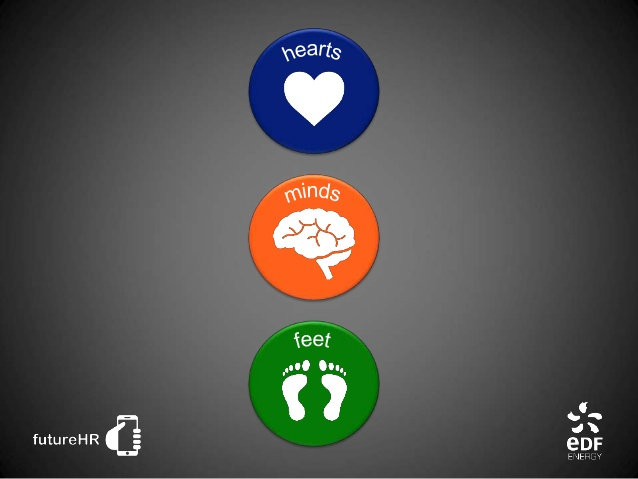 hearts
minds
feet
futureHR
eDF
ENERGY